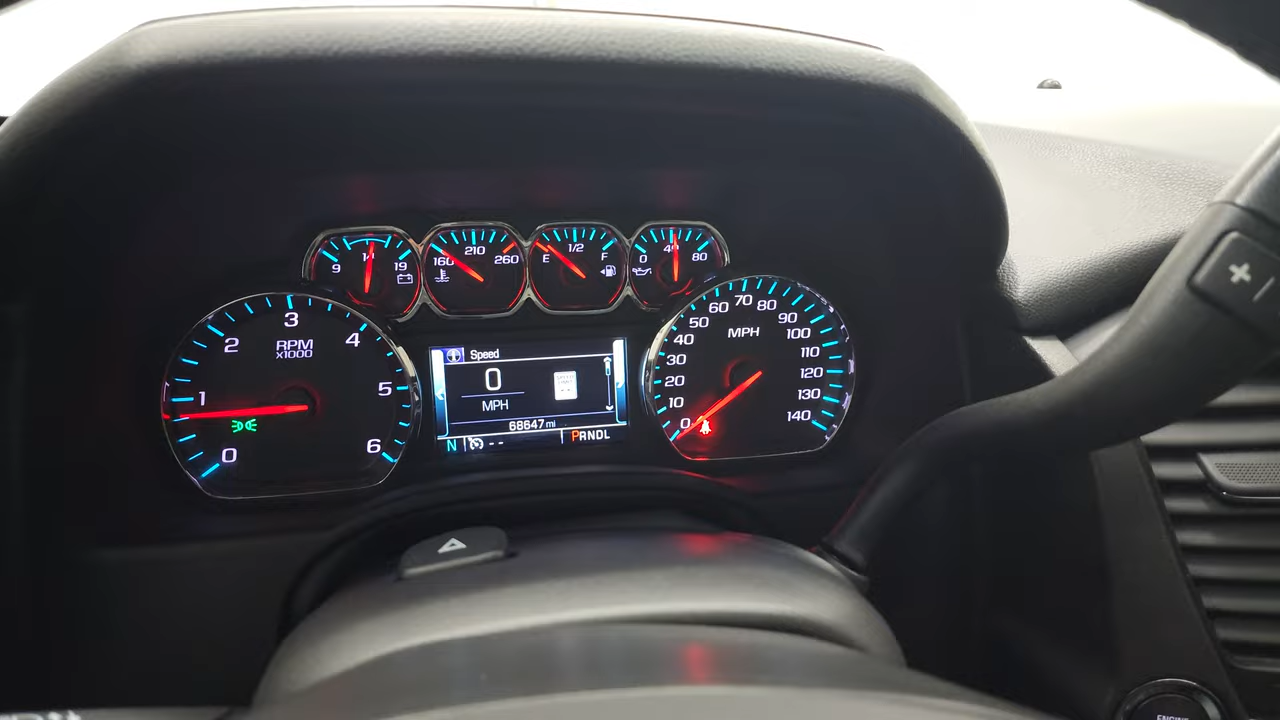 9 14 19
160 210 260
E 1/2 F
0 40 80
0 1 2 3 4 5 6
RPM
X1000
Speed
0
MPH
68647 mi
N -- PRNDL
0 10 20 30 40 50 60 70 80 90 100 110 120 130 140
MPH
+
ENGINE